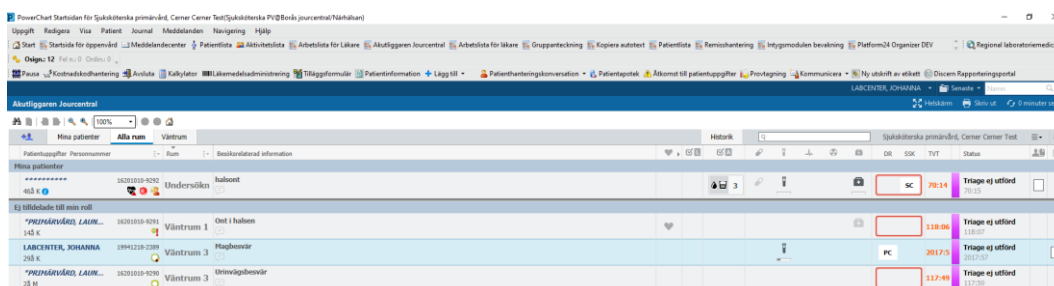 PowerChart Startsidan för Sjuksköterska primärvård, Cerner Cerner Test(Sjuksköterska PV@Borås jourcentral/Närhälsan)
Uppgift Redigera Visa Patient Journal Meddelanden Navigering Hjälp
Start Startsida för öppenvård Meddelandecenter Patientlista Aktivitetslista Arbetslista för Läkare Akutliggaren Jourcentral Arbetslista för läkare Gruppanteckning Kopiera autotext Patientlista Remisshantering Intygsmodulen bevakning Platform24 Organizer DEV Regional laboratoriemedic
Osign.: 12 Fel n.: 0 Ordin.: 0
Pausa Kostnadskodhantering Avsluta Kalkylator Läkemedelsadministrering Tilläggsformulär Patientinformation Lägg till Patienthanteringskonversation Patientapotek Åtkomst till patientuppgifter Provtagning Kommunicera Ny utskrift av etikett Discern Rapporteringsportal
LABCENTER, JOHANNA Senaste Namn
Akutliggaren Jourcentral Helskärm Skriv ut 0 minuter se
100%
Mina patienter Alla rum Väntrum Historik Sjuksköterska primärvård, Cerner Cerner Test
Patientuppgifter Personnummer Rum Besöksrelaterad information DR SSK TVT Status
Mina patienter
********** 16201010-9292 Undersökn halsont 3 SC 70:14 Triage ej utförd
46å K 70:15
Ej tilldelade till min roll
"PRIMÄRVÅRD, LAUN... 16201010-9291 Väntrum 1 Ont i halsen 118:06 Triage ej utförd
14å K 118:07
LABCENTER, JOHANNA 19941218-2389 Väntrum 3 Magbesvär PC 2017:5 Triage ej utförd
29å K 2017:57
"PRIMÄRVÅRD, LAUN... 16201010-9290 Väntrum 3 Urinvägsbesvär 117:49 Triage ej utförd
2å M 117:50